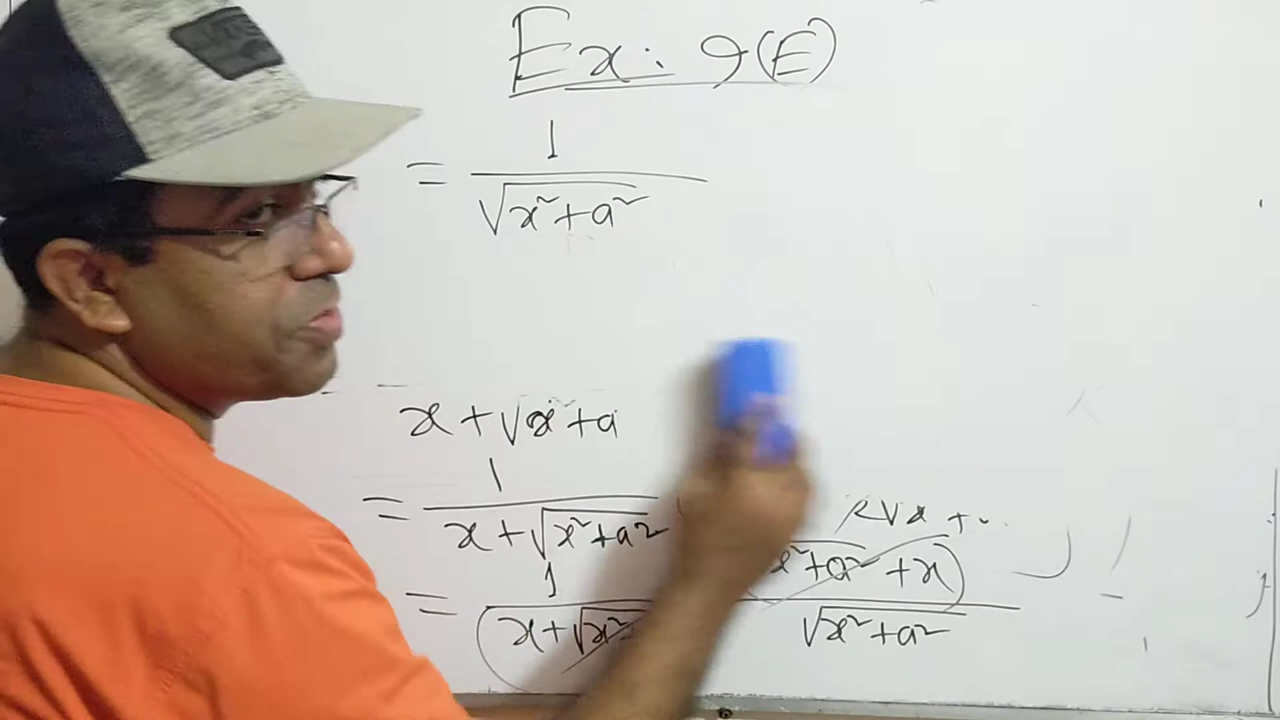 Ex: 9(E)
= 1 / √x²+a²
x + √x² + a
= 1 / x + √x²+a²
= 1 / (x + √x² x²+a² + x) / √x²+a²